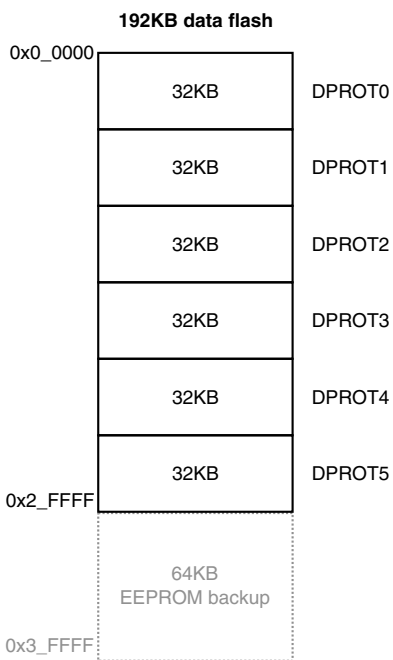 192KB data flash
0x0_0000
32KB DPROT0
32KB DPROT1
32KB DPROT2
32KB DPROT3
32KB DPROT4
32KB DPROT5
0x2_FFFF
64KB
EEPROM backup
0x3_FFFF